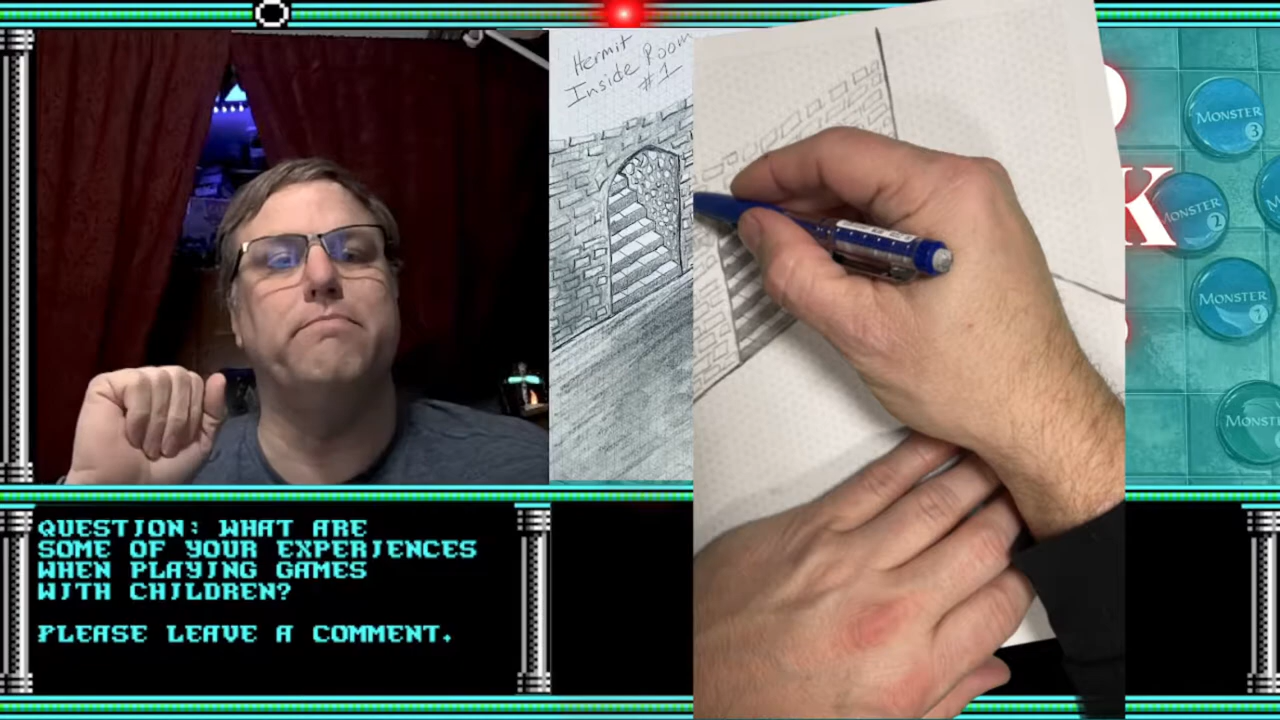 Hermit
Inside Room
#1
MONSTER
3
K
MONSTER
2
MONSTER
1
MONSTER
QUESTION: WHAT ARE
SOME OF YOUR EXPERIENCES
WHEN PLAYING GAMES
WITH CHILDREN?
PLEASE LEAVE A COMMENT.